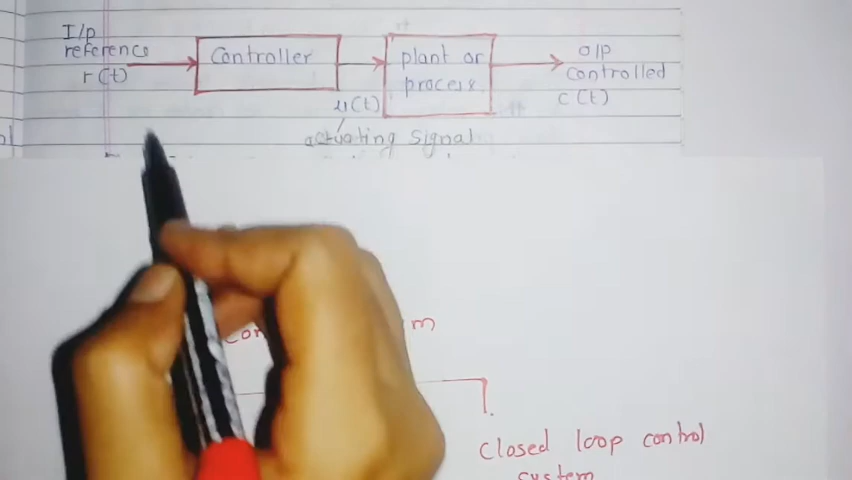 I/p
reference
r(t)
Controller
plant or
process
u(t)
actuating signal
o/p
controlled
c(t)
m
closed loop control
system